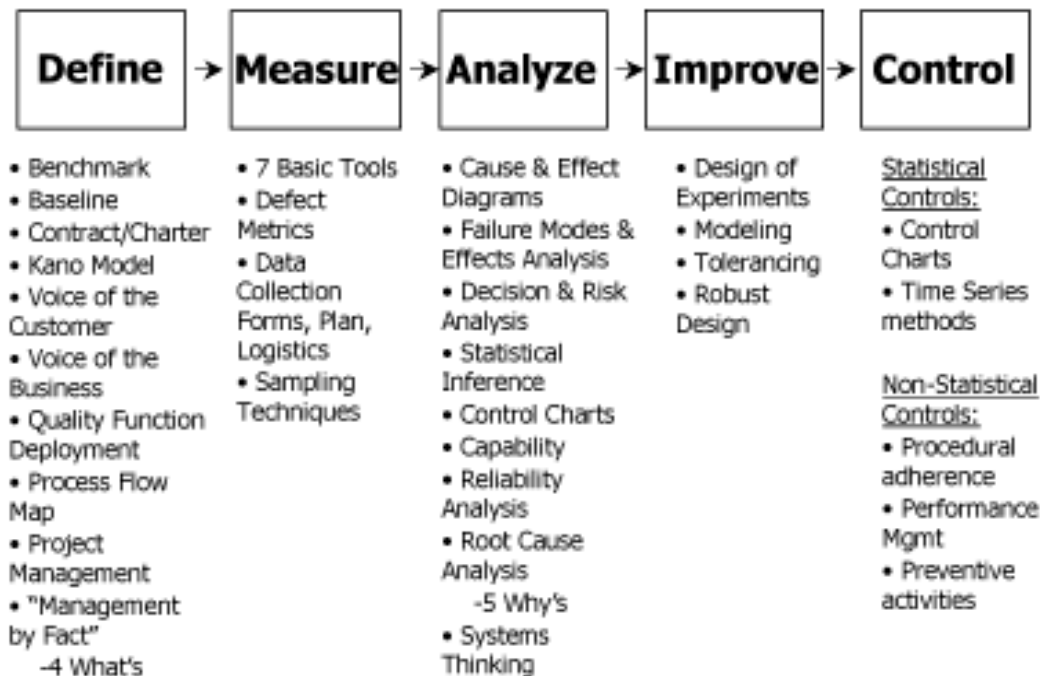 Define
Measure
Analyze
Improve
Control
• Benchmark
• Baseline
• Contract/Charter
• Kano Model
• Voice of the
Customer
• Voice of the
Business
• Quality Function
Deployment
• Process Flow
Map
• Project
Management
• "Management
by Fact"
-4 What's
• 7 Basic Tools
• Defect
Metrics
• Data
Collection
Forms, Plan,
Logistics
• Sampling
Techniques
• Cause & Effect
Diagrams
• Failure Modes &
Effects Analysis
• Decision & Risk
Analysis
• Statistical
Inference
• Control Charts
• Capability
• Reliability
Analysis
• Root Cause
Analysis
-5 Why's
• Systems
Thinking
• Design of
Experiments
• Modeling
• Tolerancing
• Robust
Design
Statistical
Controls:
• Control
Charts
• Time Series
methods
Non-Statistical
Controls:
• Procedural
adherence
• Performance
Mgmt
• Preventive
activities